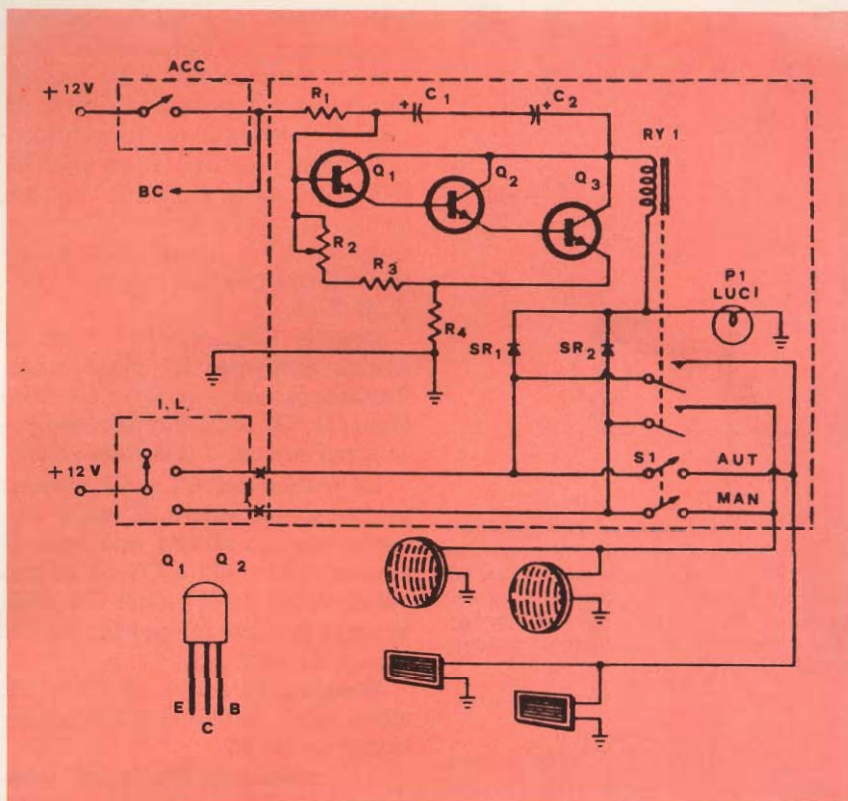 ACC
+ 12V
R1
+ C1
+ C2
RY 1
BC
Q1
Q2
Q3
R2
R3
P1
LUCI
R4
SR1
SR2
I.L.
+ 12 V
S1
AUT
MAN
Q1 Q2
E
C
B